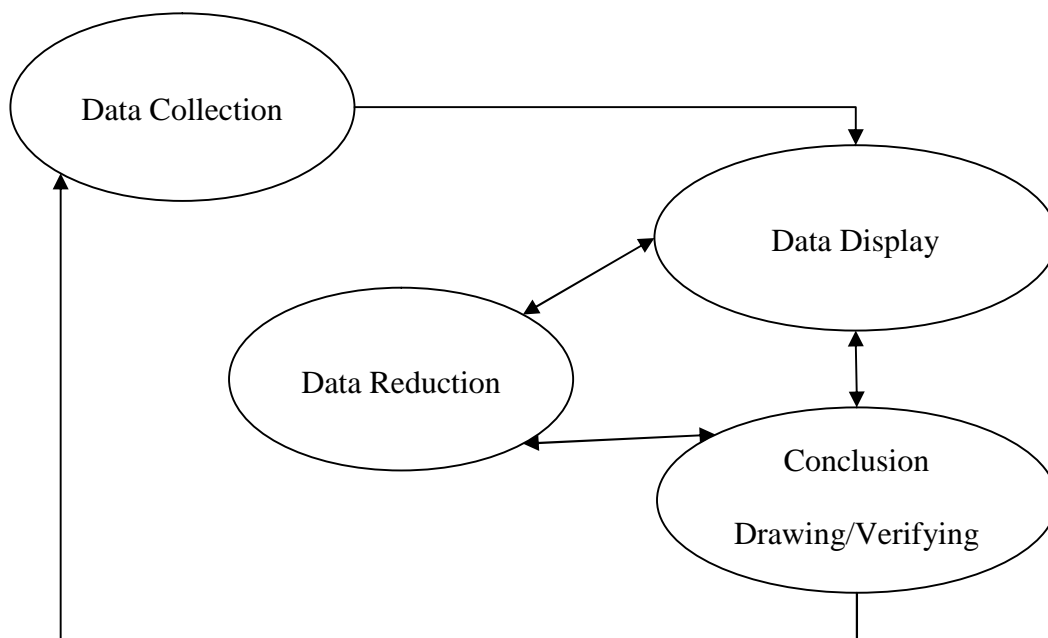 Data Collection
Data Display
Data Reduction
Conclusion
Drawing/Verifying